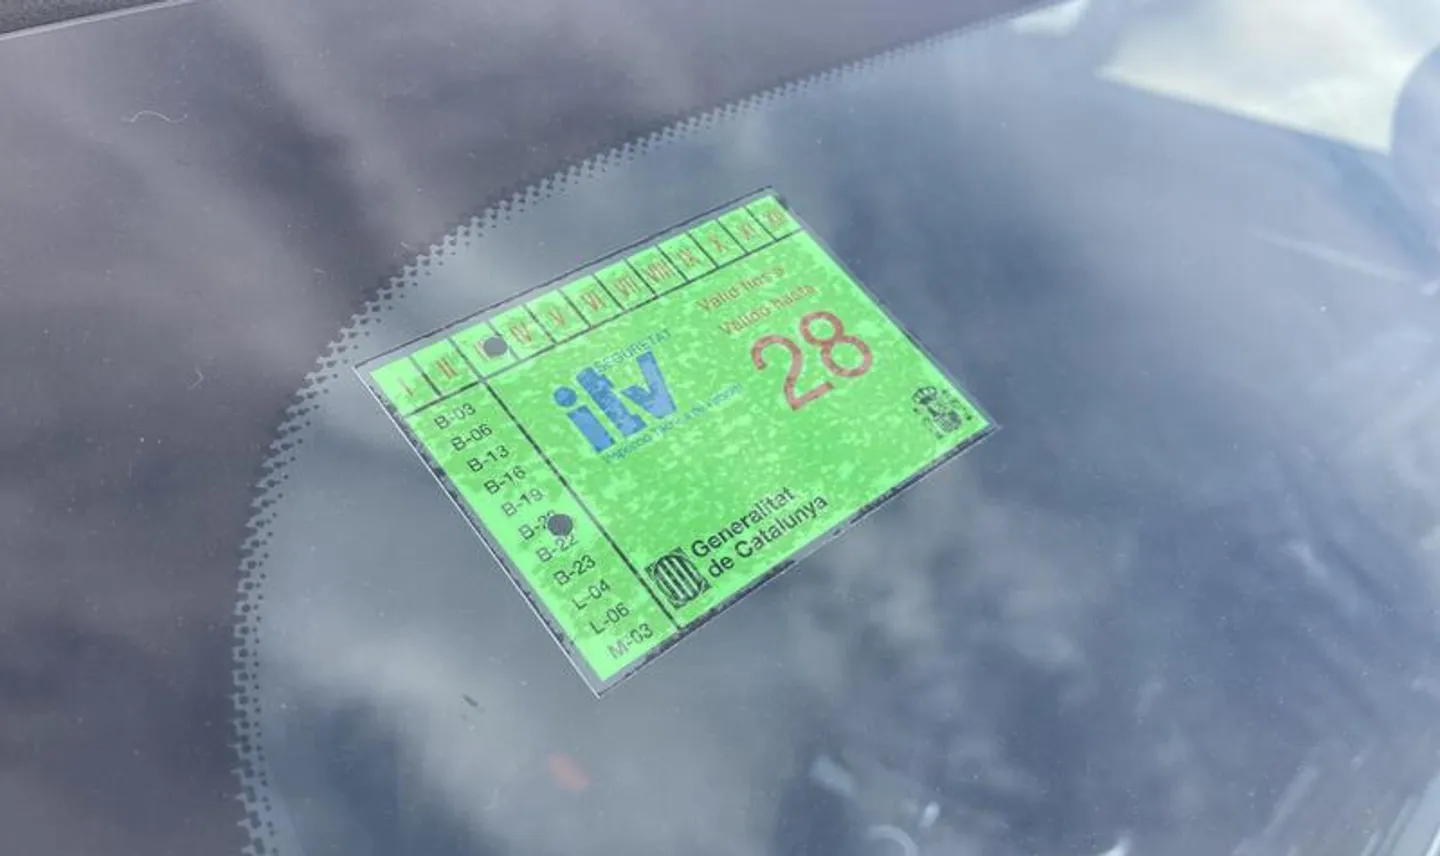 I II IV V VI VII VIII IX X XI XII
Vàlid fins a
Válido hasta
28
SEGURETAT
itv
B-03
B-06
B-13
B-16
B-19
B-22
B-23
L-04
L-06
M-03
Generalitat
de Catalunya